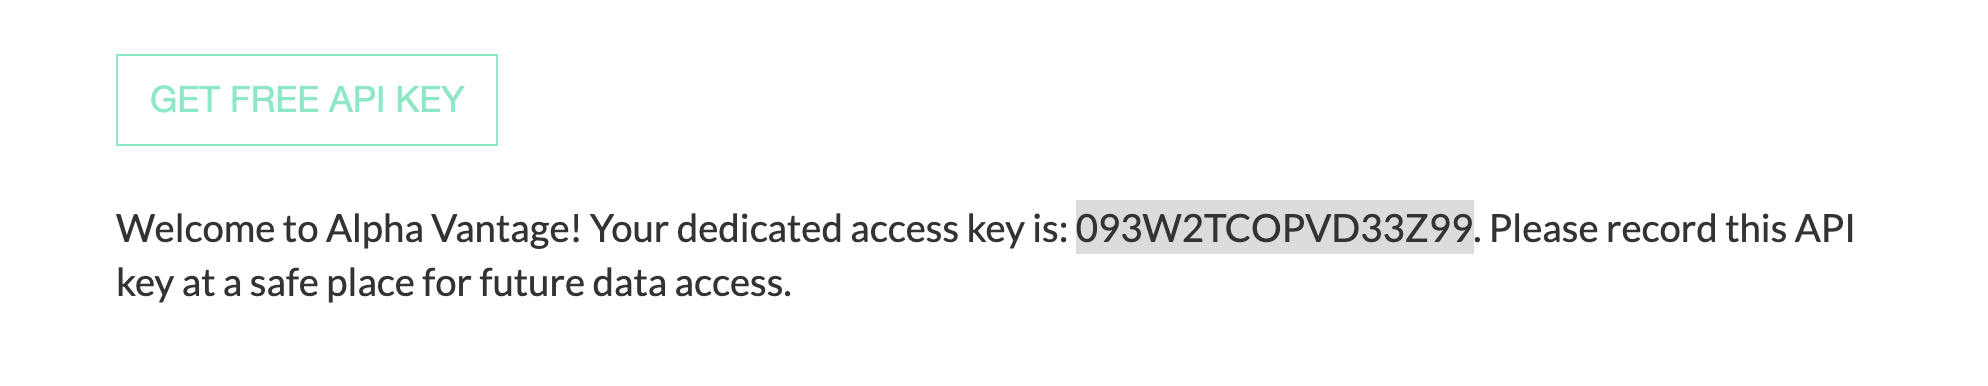 GET FREE API KEY
Welcome to Alpha Vantage! Your dedicated access key is: 093W2TCOPVD33Z99. Please record this API
key at a safe place for future data access.